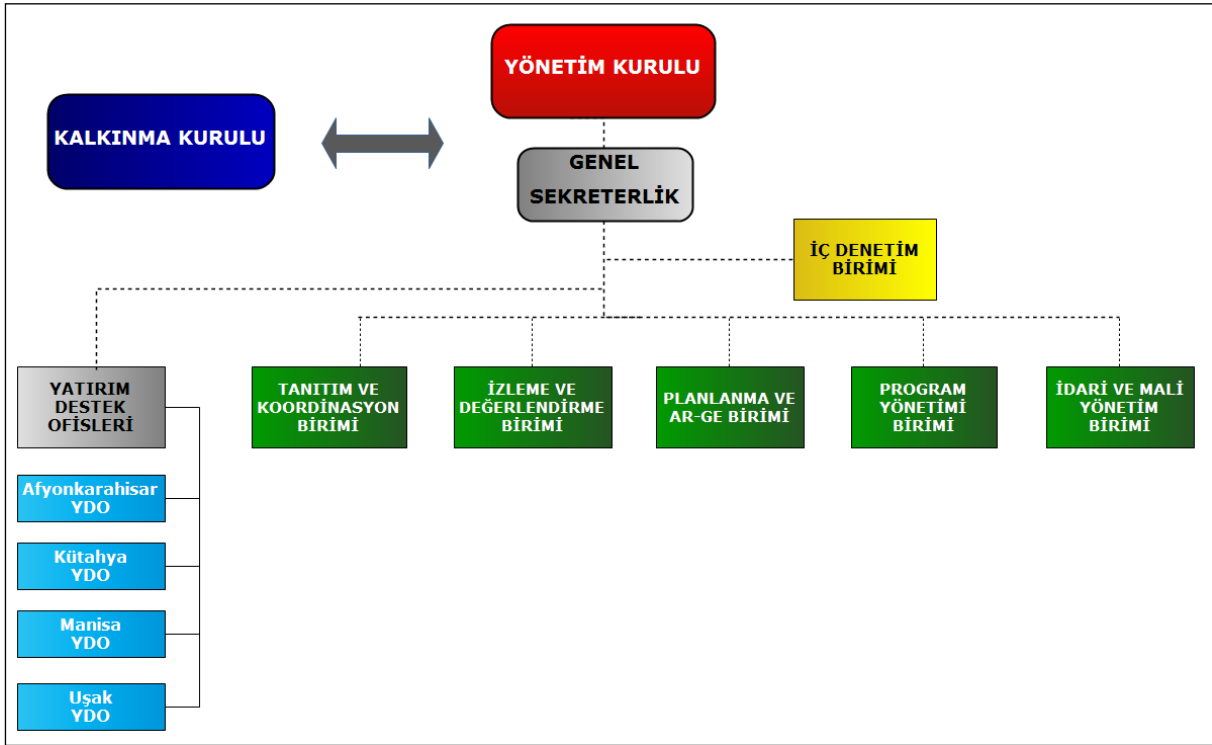 YÖNETİM KURULU
KALKINMA KURULU
GENEL
SEKRETERLİK
İÇ DENETİM
BİRİMİ
YATIRIM
DESTEK
OFİSLERİ
TANITIM VE
KOORDİNASYON
BİRİMİ
İZLEME VE
DEĞERLENDİRME
BİRİMİ
PLANLANMA VE
AR-GE BİRİMİ
PROGRAM
YÖNETİMİ
BİRİMİ
İDARİ VE MALİ
YÖNETİM
BİRİMİ
Afyonkarahisar
YDO
Kütahya
YDO
Manisa
YDO
Uşak
YDO